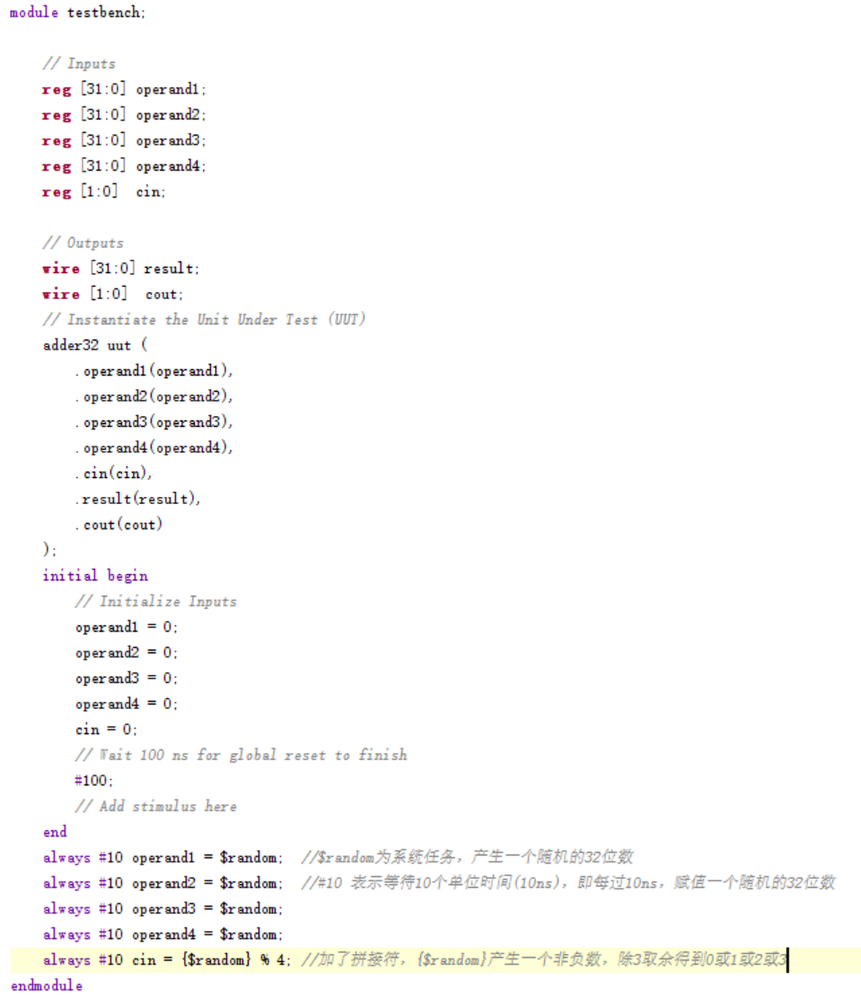 module testbench;
// Inputs
reg [31:0] operand1;
reg [31:0] operand2;
reg [31:0] operand3;
reg [31:0] operand4;
reg [1:0]  cin;
// Outputs
wire [31:0] result;
wire [1:0]  cout;
// Instantiate the Unit Under Test (UUT)
adder32 uut (
.operand1(operand1),
.operand2(operand2),
.operand3(operand3),
.operand4(operand4),
.cin(cin),
.result(result),
.cout(cout)
);
initial begin
// Initialize Inputs
operand1 = 0;
operand2 = 0;
operand3 = 0;
operand4 = 0;
cin = 0;
// Wait 100 ns for global reset to finish
#100;
// Add stimulus here
end
always #10 operand1 = $random;  //$random为系统任务，产生一个随机的32位数
always #10 operand2 = $random;  //#10 表示等待10个单位时间(10ns)，即每过10ns，赋值一个随机的32位数
always #10 operand3 = $random;
always #10 operand4 = $random;
always #10 cin = {$random} % 4; //加了拼接符，{$random}产生一个非负数，除3取余得到0或1或2或3
endmodule